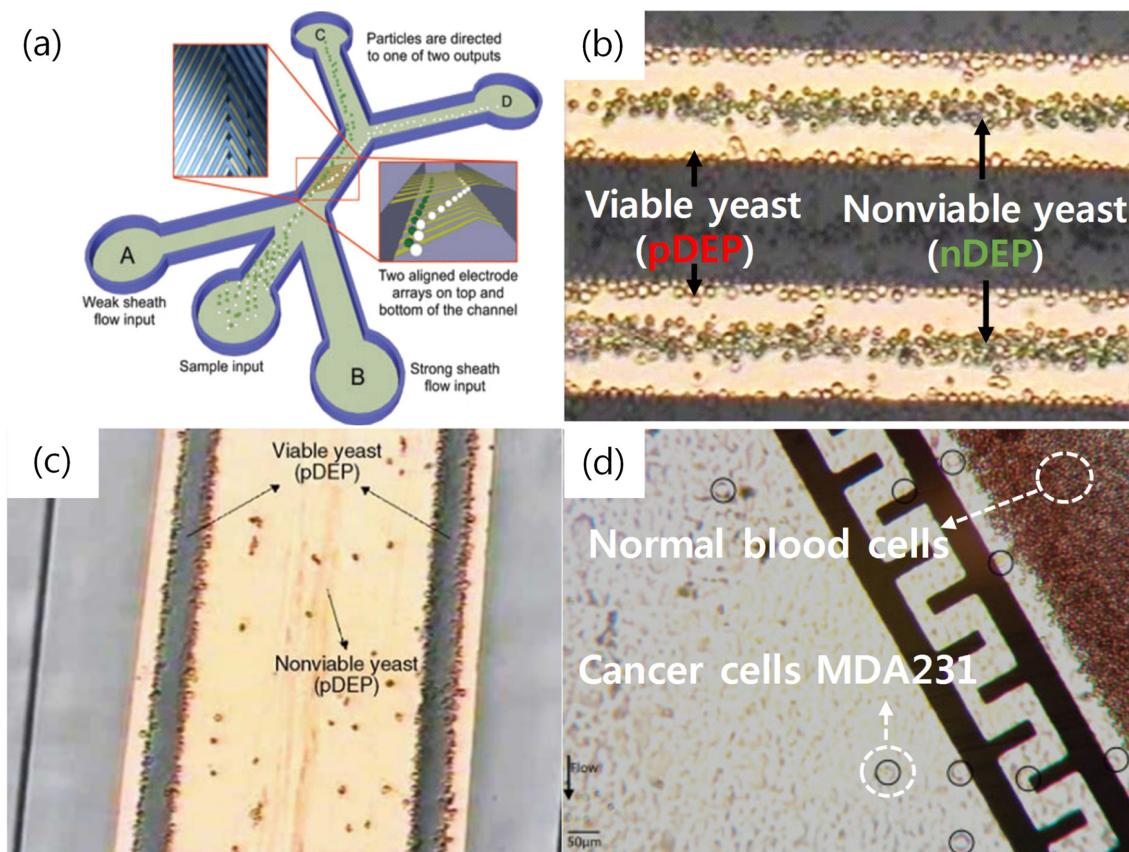 (a)
C
Particles are directed
to one of two outputs
D
A
Weak sheath
flow input
Two aligned electrode
arrays on top and
bottom of the channel
Sample input
B
Strong sheath
flow input
(b)
Viable yeast
(pDEP)
Nonviable yeast
(nDEP)
(c)
Viable yeast
(pDEP)
Nonviable yeast
(pDEP)
(d)
Normal blood cells
Cancer cells MDA231
Flow
50μm